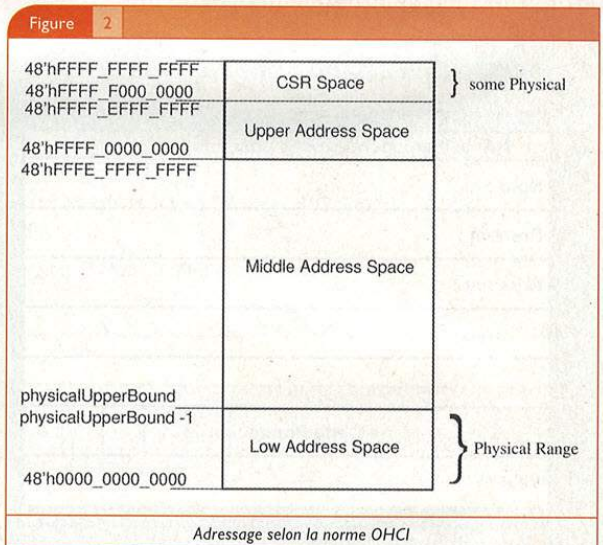 Figure 2
48'hFFFF_FFFF_FFFF
CSR Space
some Physical
48'hFFFF_F000_0000
48'hFFFF_EFFF_FFFF
Upper Address Space
48'hFFFF_0000_0000
48'hFFFE_FFFF_FFFF
Middle Address Space
physicalUpperBound
physicalUpperBound -1
Low Address Space
Physical Range
48'h0000_0000_0000
Adressage selon la norme OHCI